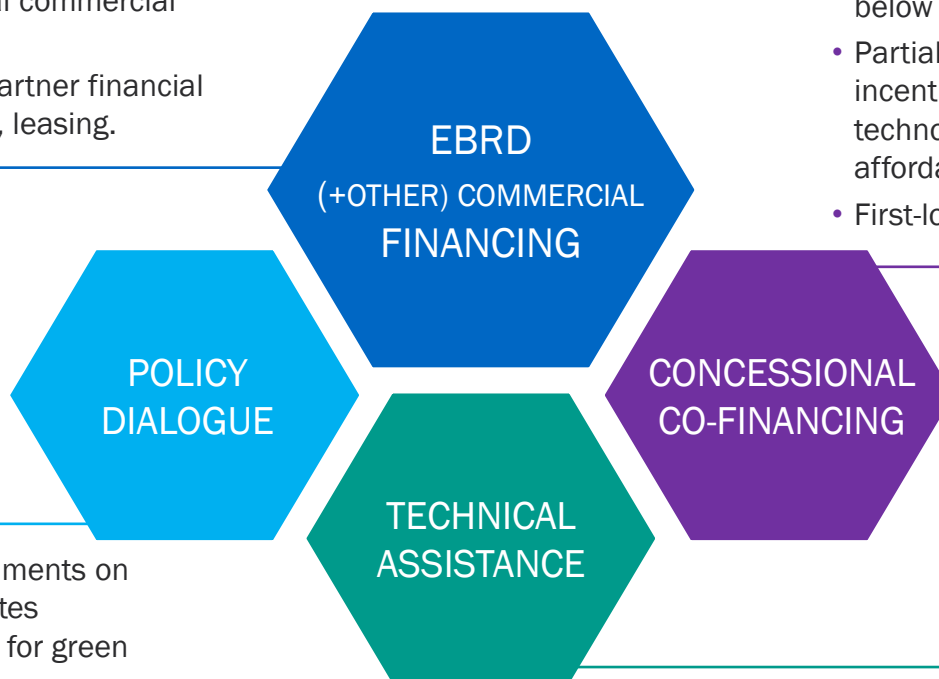 commercial
partner financial
, leasing.
below
• Partial
incent
techno
afforda
• First-lo
EBRD
(+OTHER) COMMERCIAL
FINANCING
POLICY
DIALOGUE
CONCESSIONAL
CO-FINANCING
TECHNICAL
ASSISTANCE
ments on
tes
for green